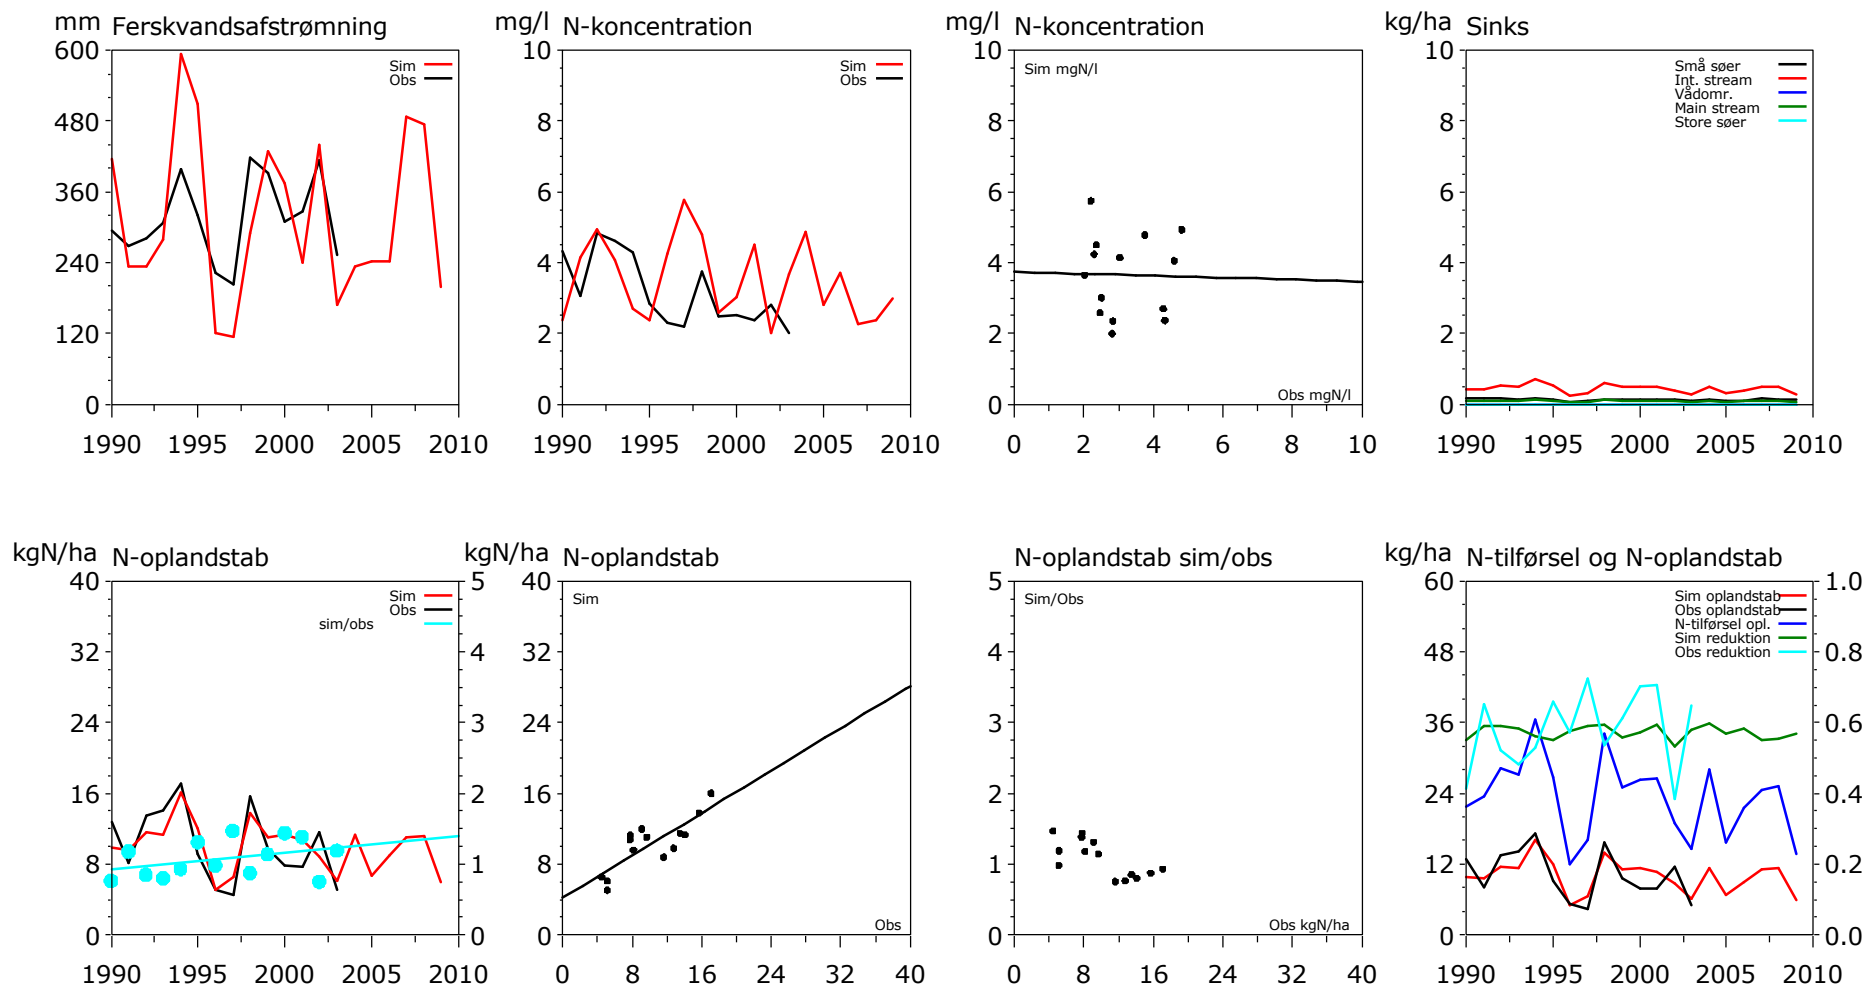 mm Ferskvandsafstrømning
600
480
360
240
120
0
Sim
Obs
1990 1995 2000 2005 2010
mg/l N-koncentration
10
8
6
4
2
0
Sim
Obs
1990 1995 2000 2005 2010
mg/l N-koncentration
10
8
6
4
2
0
Sim mgN/l
Obs mgN/l
0 2 4 6 8 10
kg/ha Sinks
10
8
6
4
2
0
Små søer
Int. stream
Vådomr.
Main stream
Store søer
1990 1995 2000 2005 2010
kgN/ha N-oplandstab
40
32
24
16
8
0
Sim
Obs
sim/obs
5
4
3
2
1
0
1990 1995 2000 2005 2010
kgN/ha N-oplandstab
40
32
24
16
8
0
Sim
Obs
0 8 16 24 32 40
N-oplandstab sim/obs
5
4
3
2
1
0
Sim/Obs
Obs kgN/ha
0 8 16 24 32 40
kg/ha N-tilførsel og N-oplandstab
60
48
36
24
12
0
Sim oplandstab
Obs oplandstab
N-tilførsel opl.
Sim reduktion
Obs reduktion
1.0
0.8
0.6
0.4
0.2
0.0
1990 1995 2000 2005 2010